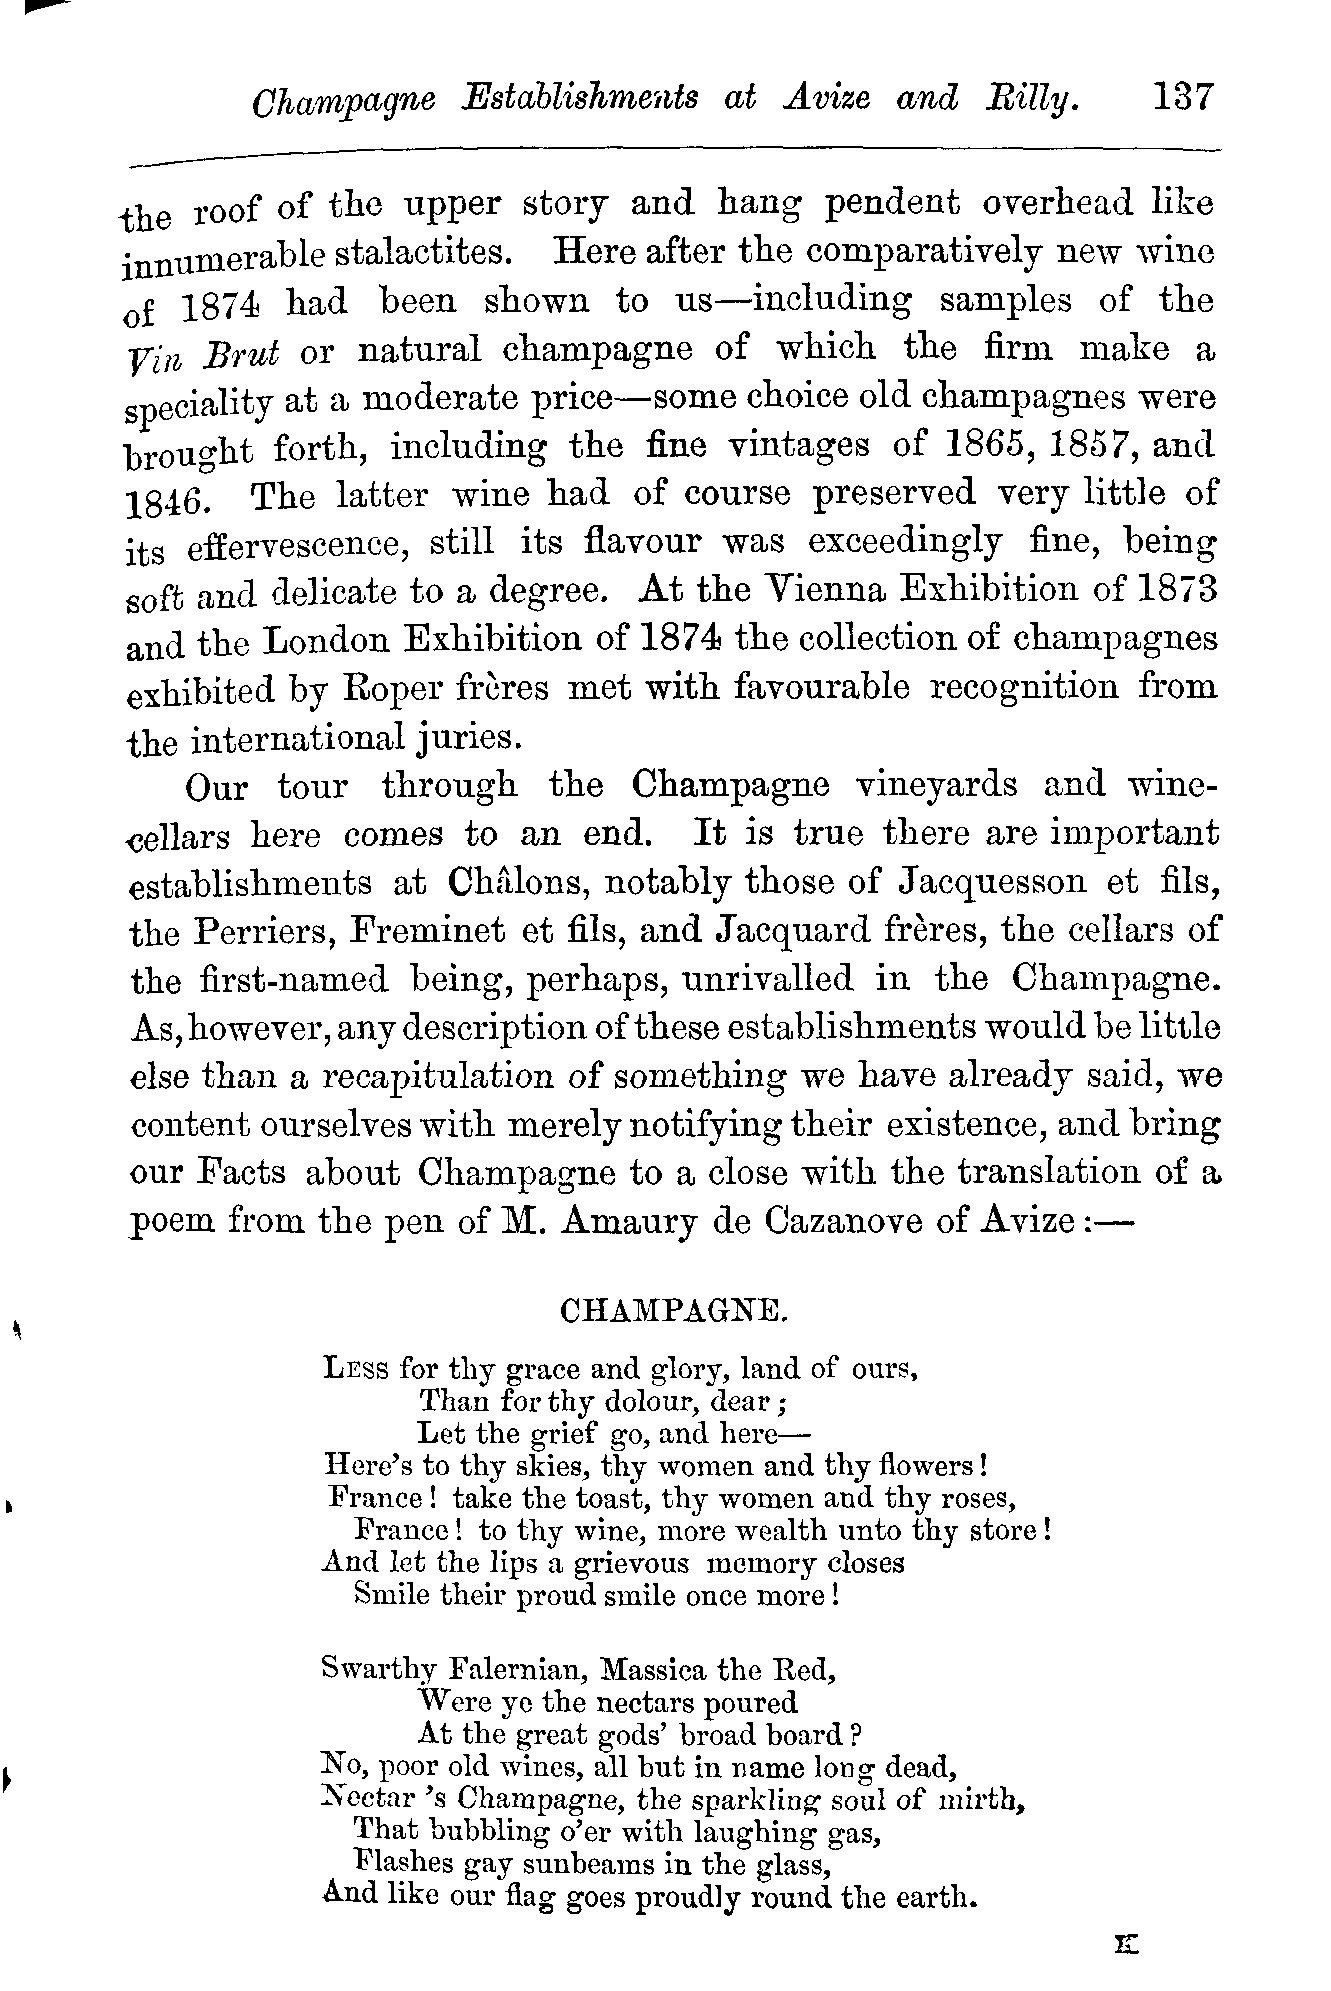 Champagne Establishments at Avize and Rilly. 137
the roof of the upper story and hang pendent overhead like
innumerable stalactites. Here after the comparatively new wine
of 1874 had been shown to us—including samples of the
Vin Brut or natural champagne of which the firm make a
speciality at a moderate price—some choice old champagnes were
brought forth, including the fine vintages of 1865, 1857, and
1846. The latter wine had of course preserved very little of
its effervescence, still its flavour was exceedingly fine, being
soft and delicate to a degree. At the Vienna Exhibition of 1873
and the London Exhibition of 1874 the collection of champagnes
exhibited by Roper frères met with favourable recognition from
the international juries.
Our tour through the Champagne vineyards and wine-
cellars here comes to an end. It is true there are important
establishments at Châlons, notably those of Jacquesson et fils,
the Perriers, Freminet et fils, and Jacquard frères, the cellars of
the first-named being, perhaps, unrivalled in the Champagne.
As, however, any description of these establishments would be little
else than a recapitulation of something we have already said, we
content ourselves with merely notifying their existence, and bring
our Facts about Champagne to a close with the translation of a
poem from the pen of M. Amaury de Cazanove of Avize:—
CHAMPAGNE.
LESS for thy grace and glory, land of ours,
Than for thy dolour, dear;
Let the grief go, and here—
Here's to thy skies, thy women and thy flowers!
France! take the toast, thy women and thy roses,
France! to thy wine, more wealth unto thy store!
And let the lips a grievous memory closes
Smile their proud smile once more!
Swarthy Falernian, Massica the Red,
Were ye the nectars poured
At the great gods' broad board?
No, poor old wines, all but in name long dead,
Nectar 's Champagne, the sparkling soul of mirth,
That bubbling o'er with laughing gas,
Flashes gay sunbeams in the glass,
And like our flag goes proudly round the earth.
K